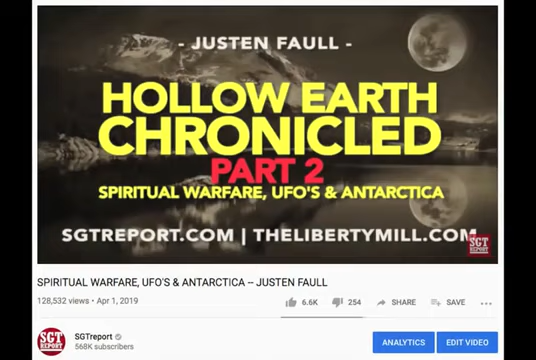 - JUSTEN FAULL -
HOLLOW EARTH
CHRONICLED
PART 2
SPIRITUAL WARFARE, UFO'S & ANTARCTICA
SGTREPORT.COM | THELIBERTYMILL.COM
SGT
REPORT
SPIRITUAL WARFARE, UFO'S & ANTARCTICA -- JUSTEN FAULL
128,532 views • Apr 1, 2019
6.6K 254 SHARE SAVE
SGT
REPORT
SGTreport
568K subscribers
ANALYTICS EDIT VIDEO